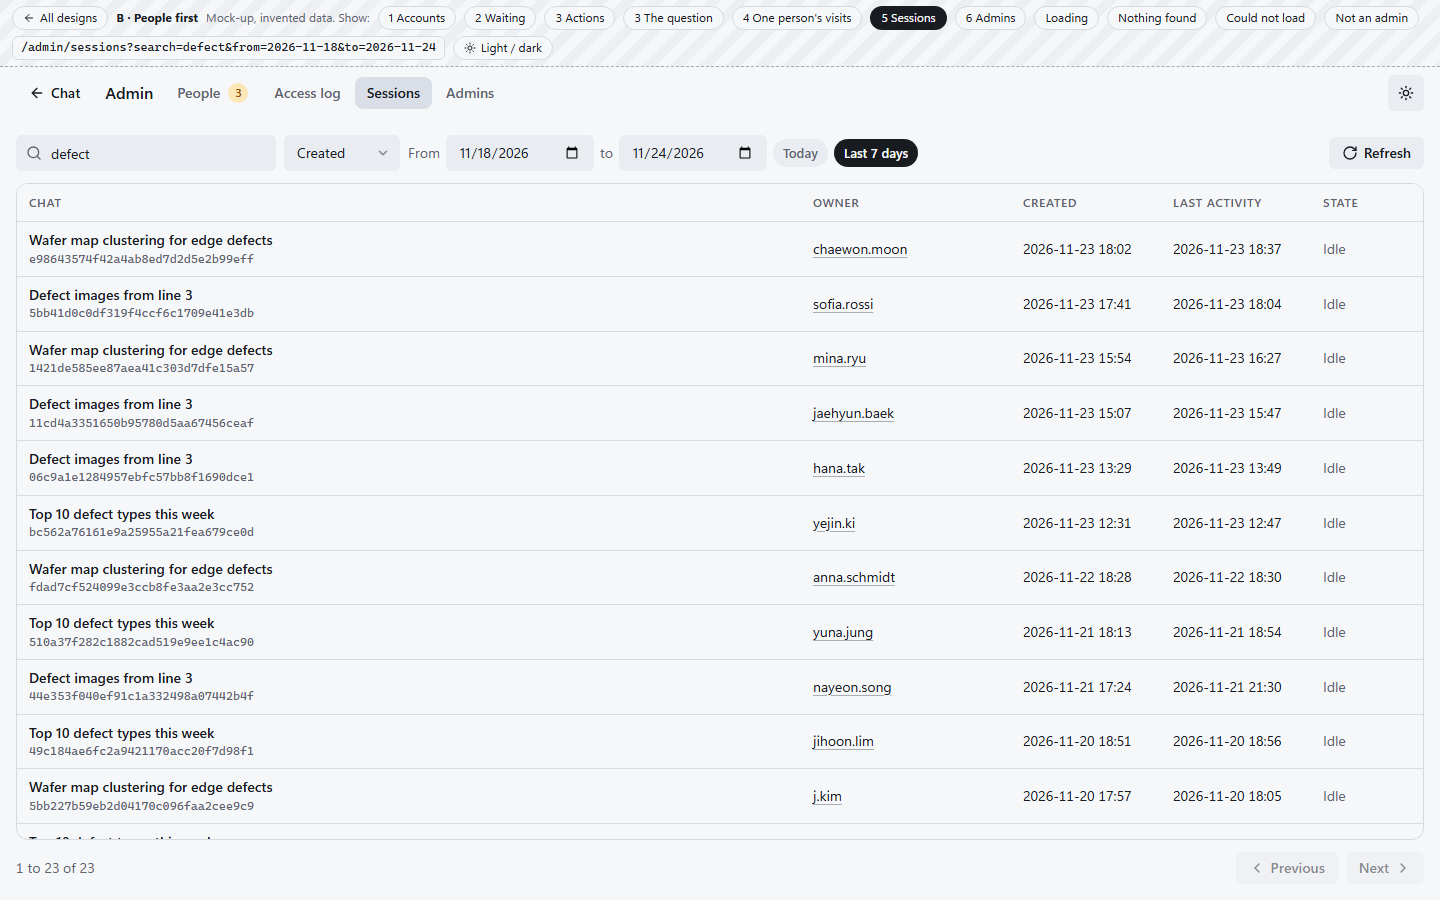 All designs B · People first Mock-up, invented data. Show: 1 Accounts 2 Waiting 3 Actions 3 The question 4 One person's visits 5 Sessions 6 Admins Loading Nothing found Could not load Not an admin
/admin/sessions?search=defect&from=2026-11-18&to=2026-11-24 Light / dark
Chat Admin People 3 Access log Sessions Admins
defect Created From 11/18/2026 to 11/24/2026 Today Last 7 days Refresh
CHAT OWNER CREATED LAST ACTIVITY STATE
Wafer map clustering for edge defects
e98643574f42a4ab8ed7d2d5e2b99eff chaewon.moon 2026-11-23 18:02 2026-11-23 18:37 Idle
Defect images from line 3
5bb41d0c0df319f4ccf6c1709e41e3db sofia.rossi 2026-11-23 17:41 2026-11-23 18:04 Idle
Wafer map clustering for edge defects
1421de585ee87aea41c303d7dfe15a57 mina.ryu 2026-11-23 15:54 2026-11-23 16:27 Idle
Defect images from line 3
11cd4a3351650b95780d5aa67456ceaf jaehyun.baek 2026-11-23 15:07 2026-11-23 15:47 Idle
Defect images from line 3
06c9a1e1284957ebfc57bb8f1690dce1 hana.tak 2026-11-23 13:29 2026-11-23 13:49 Idle
Top 10 defect types this week
bc562a76161e9a25955a21fea679ce0d yejin.ki 2026-11-23 12:31 2026-11-23 12:47 Idle
Wafer map clustering for edge defects
fdad7cf524099e3ccb8fe3aa2e3cc752 anna.schmidt 2026-11-22 18:28 2026-11-22 18:30 Idle
Top 10 defect types this week
510a37f282c1882cad519e9ee1c4ac90 yuna.jung 2026-11-21 18:13 2026-11-21 18:54 Idle
Defect images from line 3
44e353f040ef91c1a332498a07442b4f nayeon.song 2026-11-21 17:24 2026-11-21 21:30 Idle
Top 10 defect types this week
49c184ae6fc2a9421170acc20f7d98f1 jihoon.lim 2026-11-20 18:51 2026-11-20 18:56 Idle
Wafer map clustering for edge defects
5bb227b59eb2d04170c096faa2cee9c9 j.kim 2026-11-20 17:57 2026-11-20 18:05 Idle
1 to 23 of 23 Previous Next